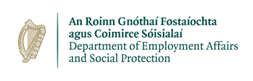 An Roinn Gnóthaí Fostaíochta
agus Coimirce Sóisialaí
Department of Employment Affairs
and Social Protection